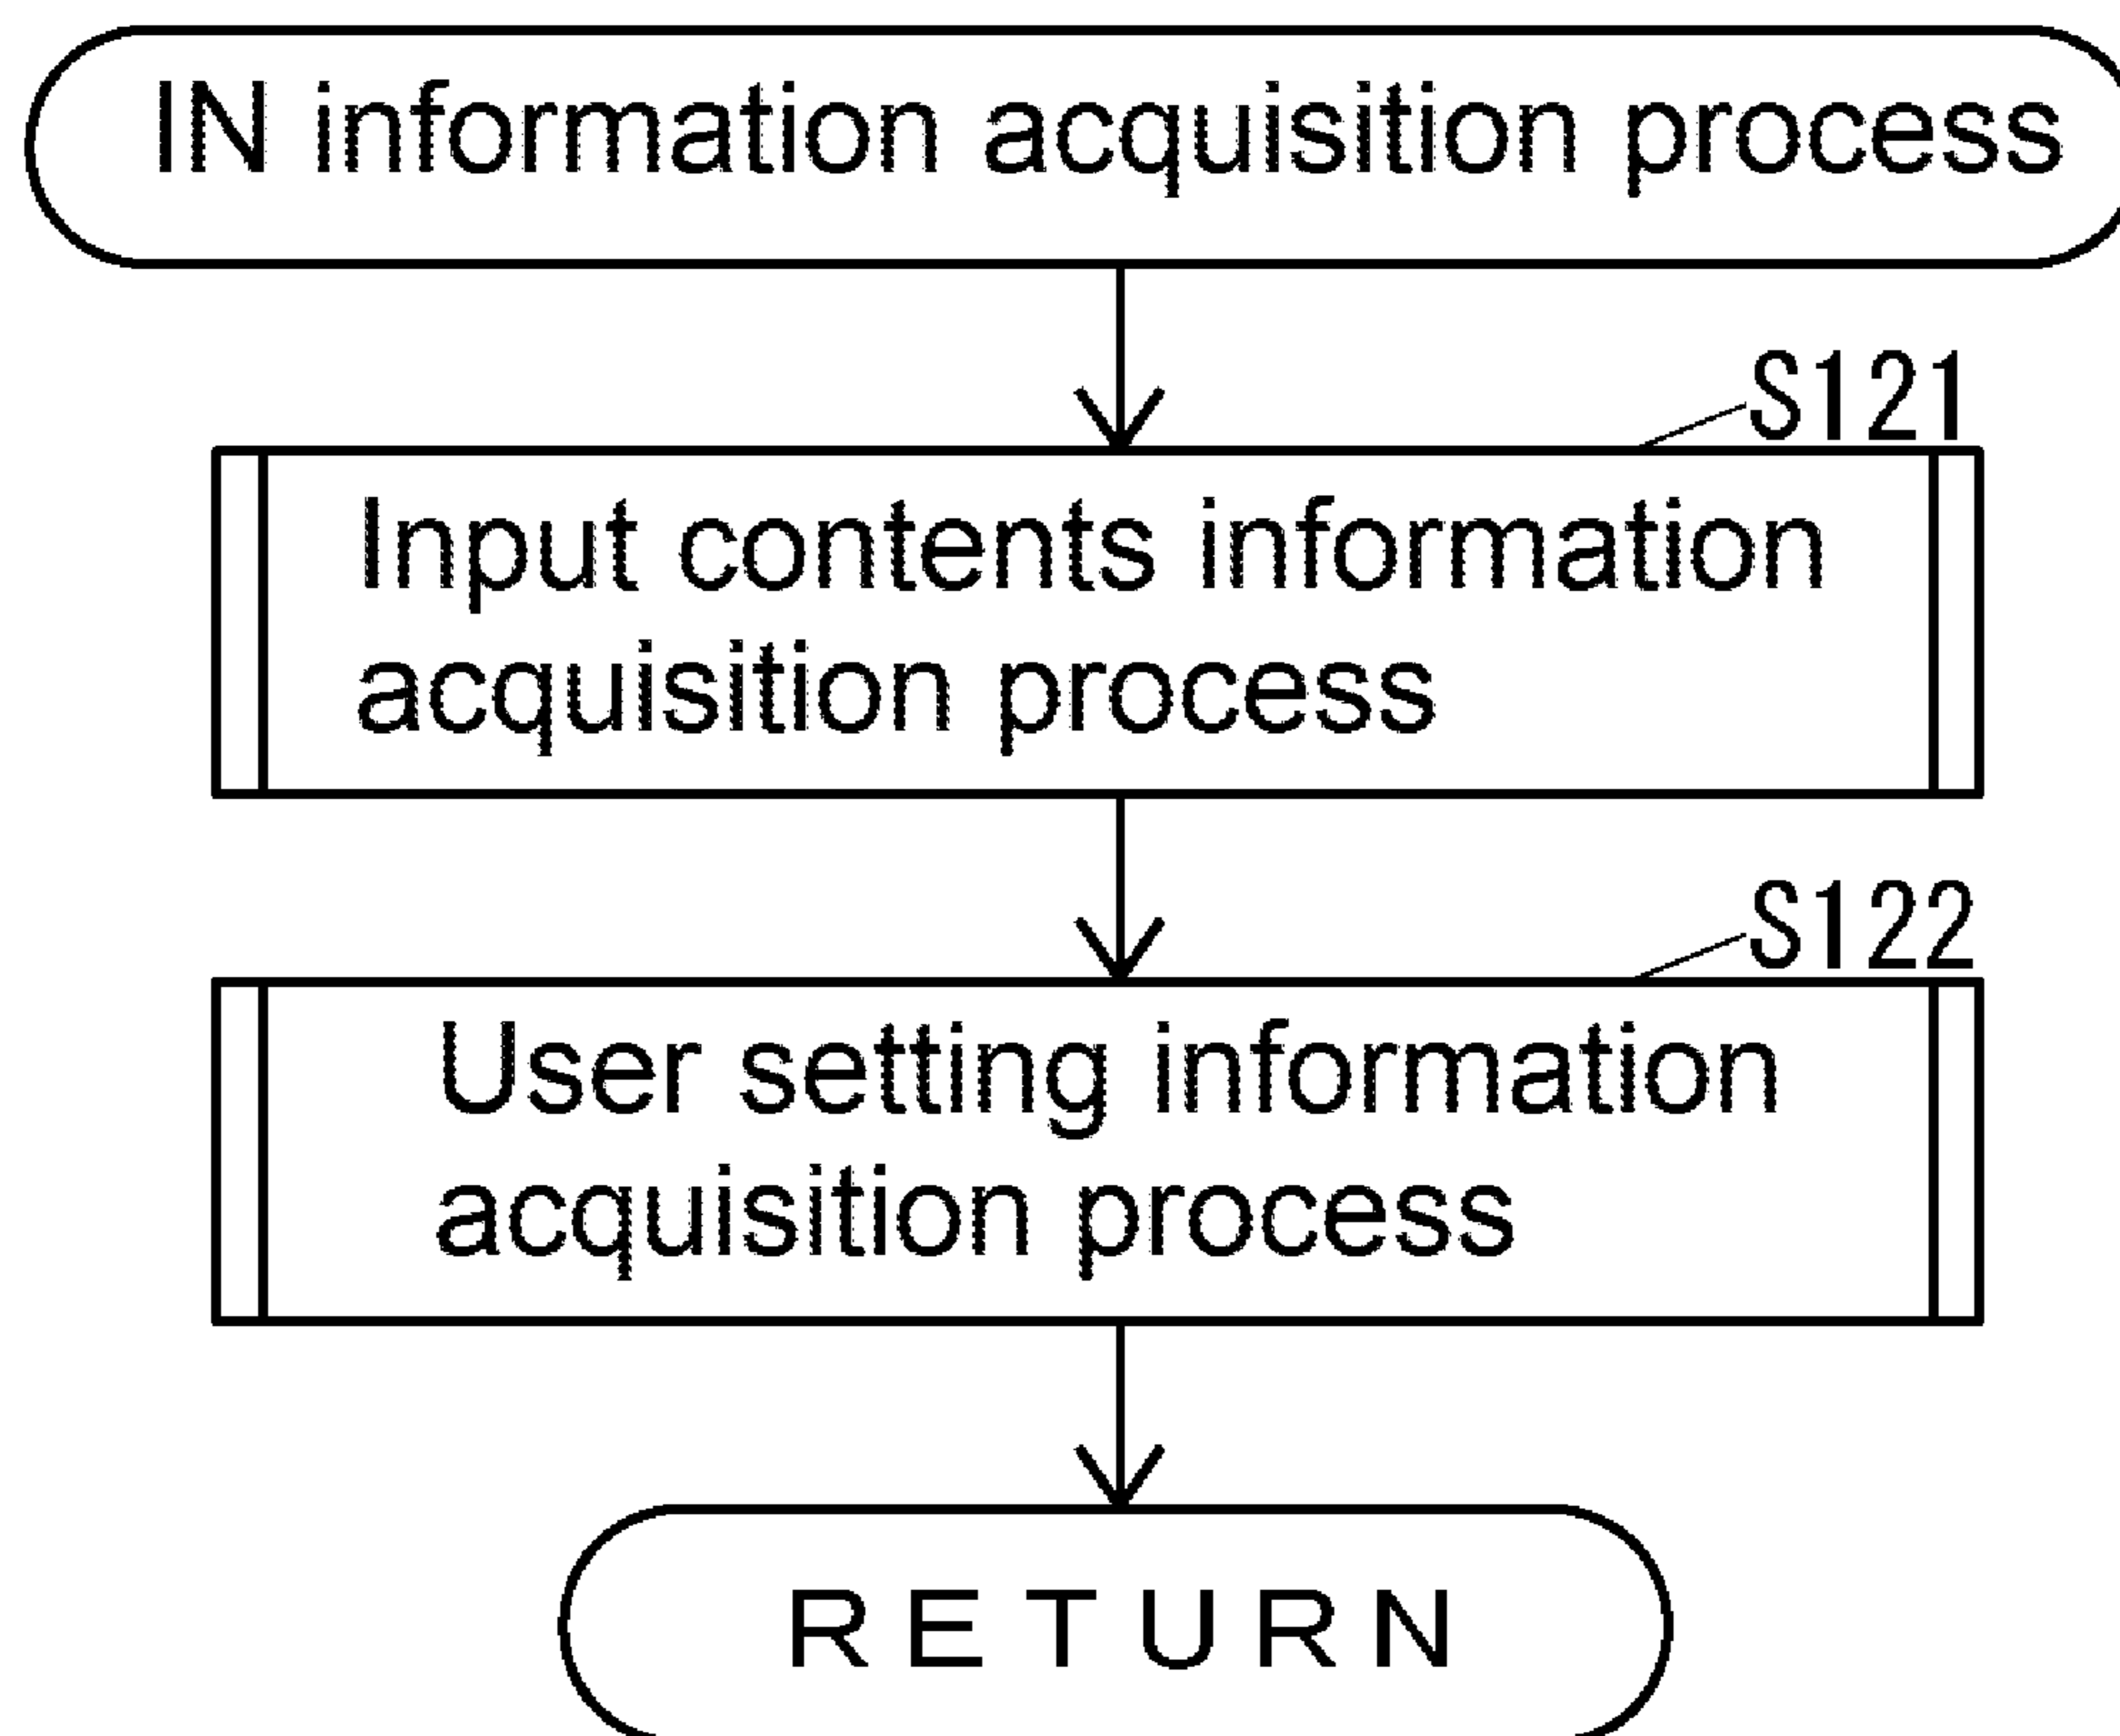 IN information acquisition process
S121
Input contents information
acquisition process
S122
User setting information
acquisition process
RETURN